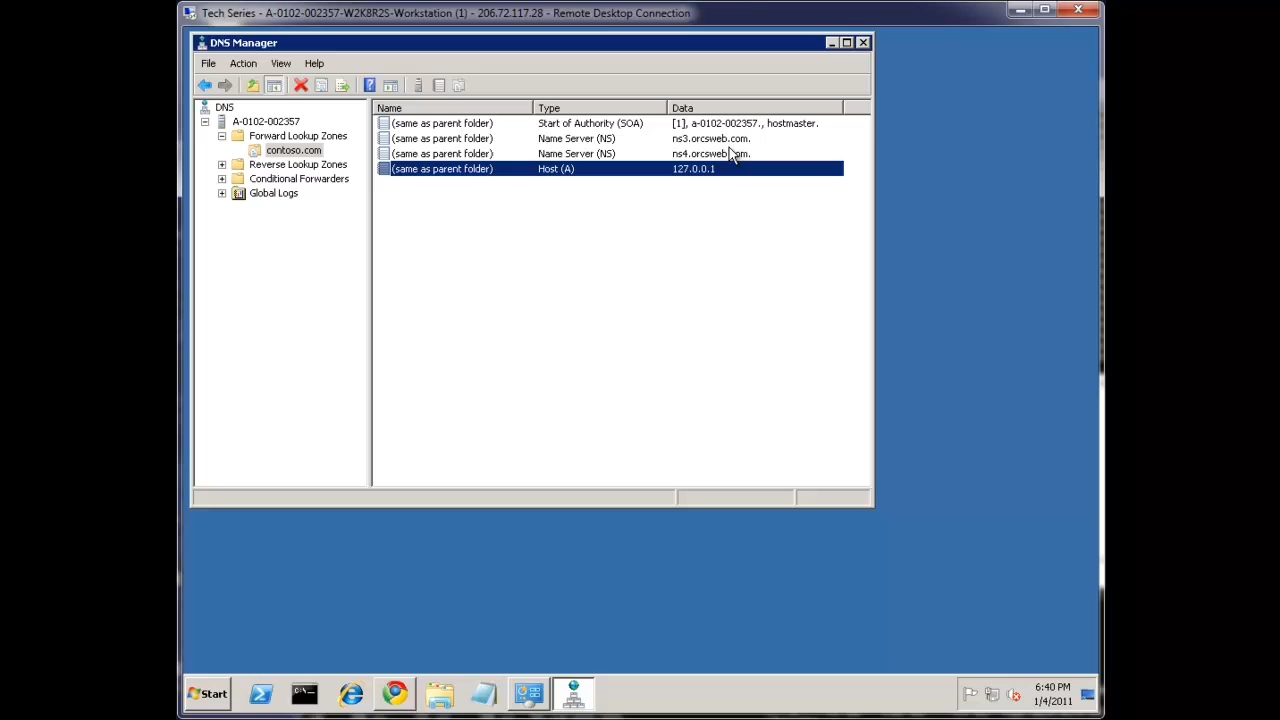 Tech Series - A-0102-002357-W2K8R2S-Workstation (1) - 206.72.117.28 - Remote Desktop Connection
DNS Manager
File Action View Help
DNS
A-0102-002357
Forward Lookup Zones
contoso.com
Reverse Lookup Zones
Conditional Forwarders
Global Logs
Name Type Data
(same as parent folder) Start of Authority (SOA) [1], a-0102-002357., hostmaster.
(same as parent folder) Name Server (NS) ns3.orcsweb.com.
(same as parent folder) Name Server (NS) ns4.orcsweb.com.
(same as parent folder) Host (A) 127.0.0.1
Start
6:40 PM
1/4/2011